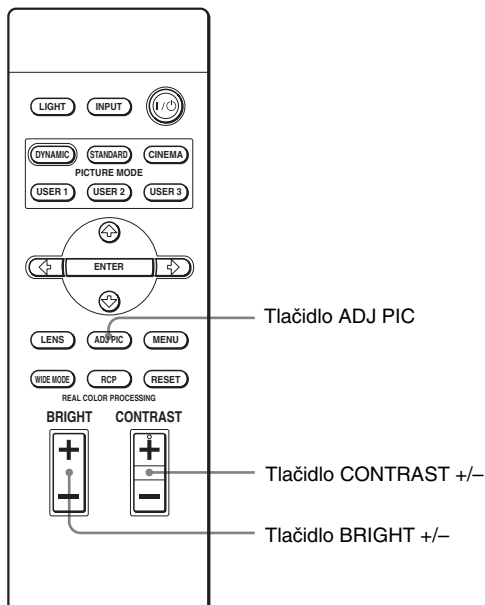 LIGHT INPUT I/⏻
DYNAMIC STANDARD CINEMA
PICTURE MODE
USER 1 USER 2 USER 3
ENTER
Tlačidlo ADJ PIC
LENS ADJ PIC MENU
WIDE MODE RCP RESET
REAL COLOR PROCESSING
BRIGHT CONTRAST
+ +
– –
Tlačidlo CONTRAST +/–
Tlačidlo BRIGHT +/–